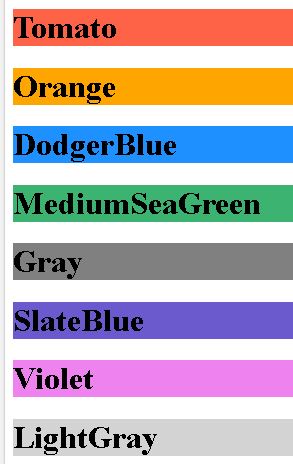 Tomato
Orange
DodgerBlue
MediumSeaGreen
Gray
SlateBlue
Violet
LightGray